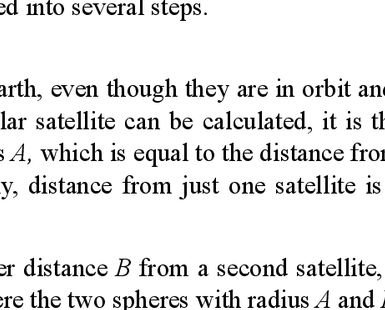 ed into several steps.
arth, even though they are in orbit and
lar satellite can be calculated, it is th
s A, which is equal to the distance from
y, distance from just one satellite is
er distance B from a second satellite,
ere the two spheres with radius A and